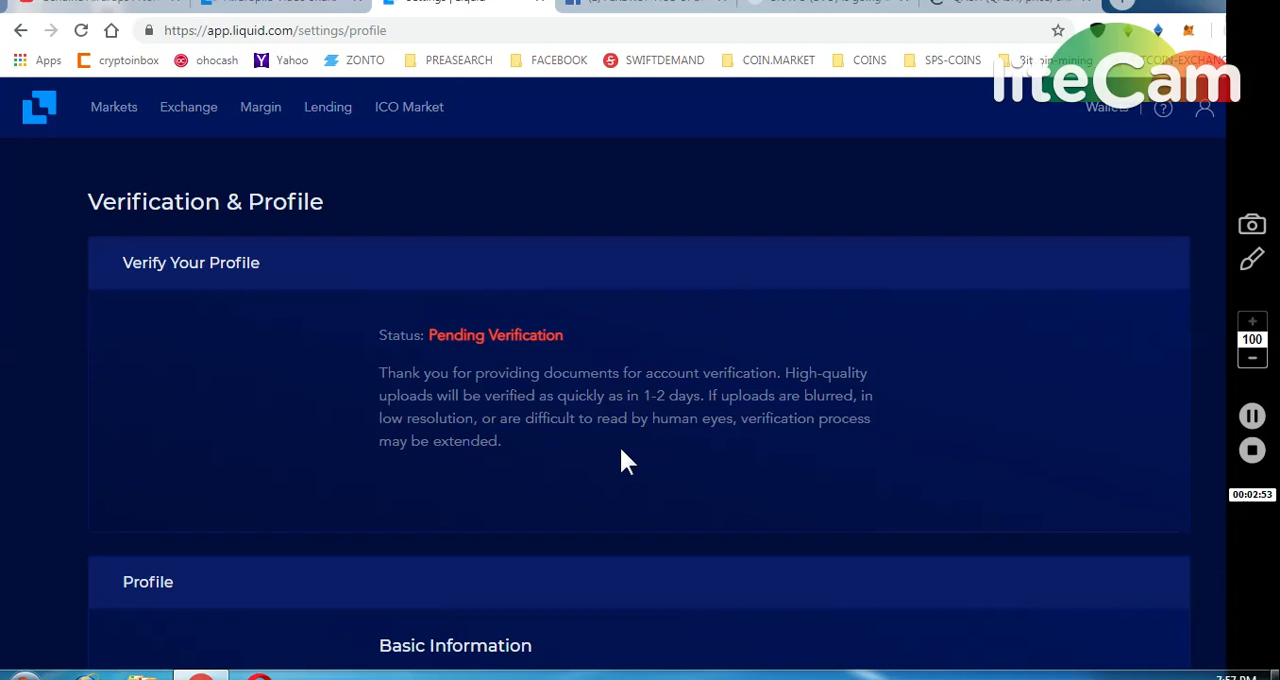 https://app.liquid.com/settings/profile
Apps cryptoinbox ohocash Yahoo ZONTO PREASEARCH FACEBOOK SWIFTDEMAND COIN.MARKET COINS SPS-COINS
liteCam
Markets Exchange Margin Lending ICO Market Wallets
Verification & Profile
Verify Your Profile
Status: Pending Verification
Thank you for providing documents for account verification. High-quality
uploads will be verified as quickly as in 1-2 days. If uploads are blurred, in
low resolution, or are difficult to read by human eyes, verification process
may be extended.
100
00:02:53
Profile
Basic Information
7:57 PM